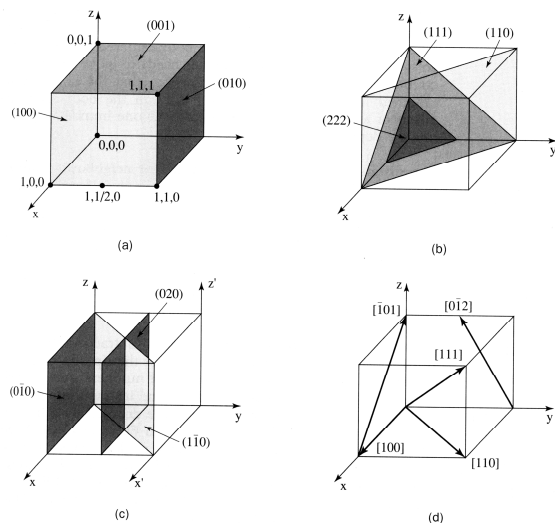 z
0,0,1
(001)
1,1,1
(010)
(100)
0,0,0
y
1,0,0
x
1,1/2,0
1,1,0
(a)
z
(111)
(110)
(222)
y
x
(b)
z
z'
(020)
(01̄0)
y
(11̄0)
x
x'
(c)
z
[1̄01]
[01̄2]
[111]
y
[100]
[110]
x
(d)